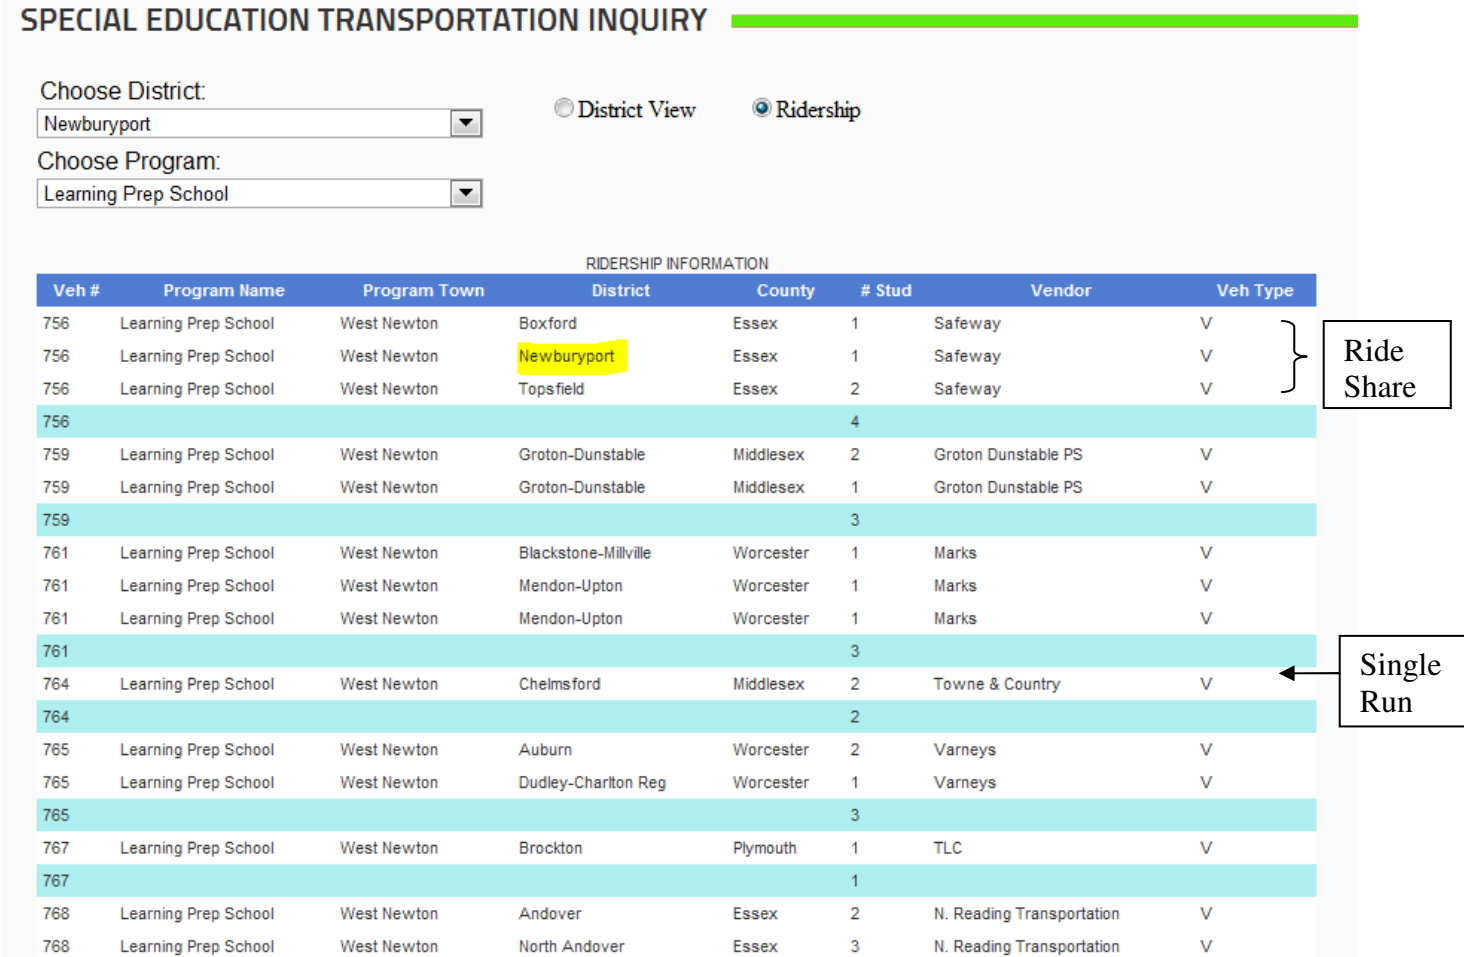 SPECIAL EDUCATION TRANSPORTATION INQUIRY
Choose District:
Newburyport
District View
Ridership
Choose Program:
Learning Prep School
RIDERSHIP INFORMATION
Veh # Program Name Program Town District County # Stud Vendor Veh Type
756 Learning Prep School West Newton Boxford Essex 1 Safeway V
756 Learning Prep School West Newton Newburyport Essex 1 Safeway V
756 Learning Prep School West Newton Topsfield Essex 2 Safeway V
Ride
Share
756 4
759 Learning Prep School West Newton Groton-Dunstable Middlesex 2 Groton Dunstable PS V
759 Learning Prep School West Newton Groton-Dunstable Middlesex 1 Groton Dunstable PS V
759 3
761 Learning Prep School West Newton Blackstone-Millville Worcester 1 Marks V
761 Learning Prep School West Newton Mendon-Upton Worcester 1 Marks V
761 Learning Prep School West Newton Mendon-Upton Worcester 1 Marks V
761 3
764 Learning Prep School West Newton Chelmsford Middlesex 2 Towne & Country V
Single
Run
764 2
765 Learning Prep School West Newton Auburn Worcester 2 Varneys V
765 Learning Prep School West Newton Dudley-Charlton Reg Worcester 1 Varneys V
765 3
767 Learning Prep School West Newton Brockton Plymouth 1 TLC V
767 1
768 Learning Prep School West Newton Andover Essex 2 N. Reading Transportation V
768 Learning Prep School West Newton North Andover Essex 3 N. Reading Transportation V